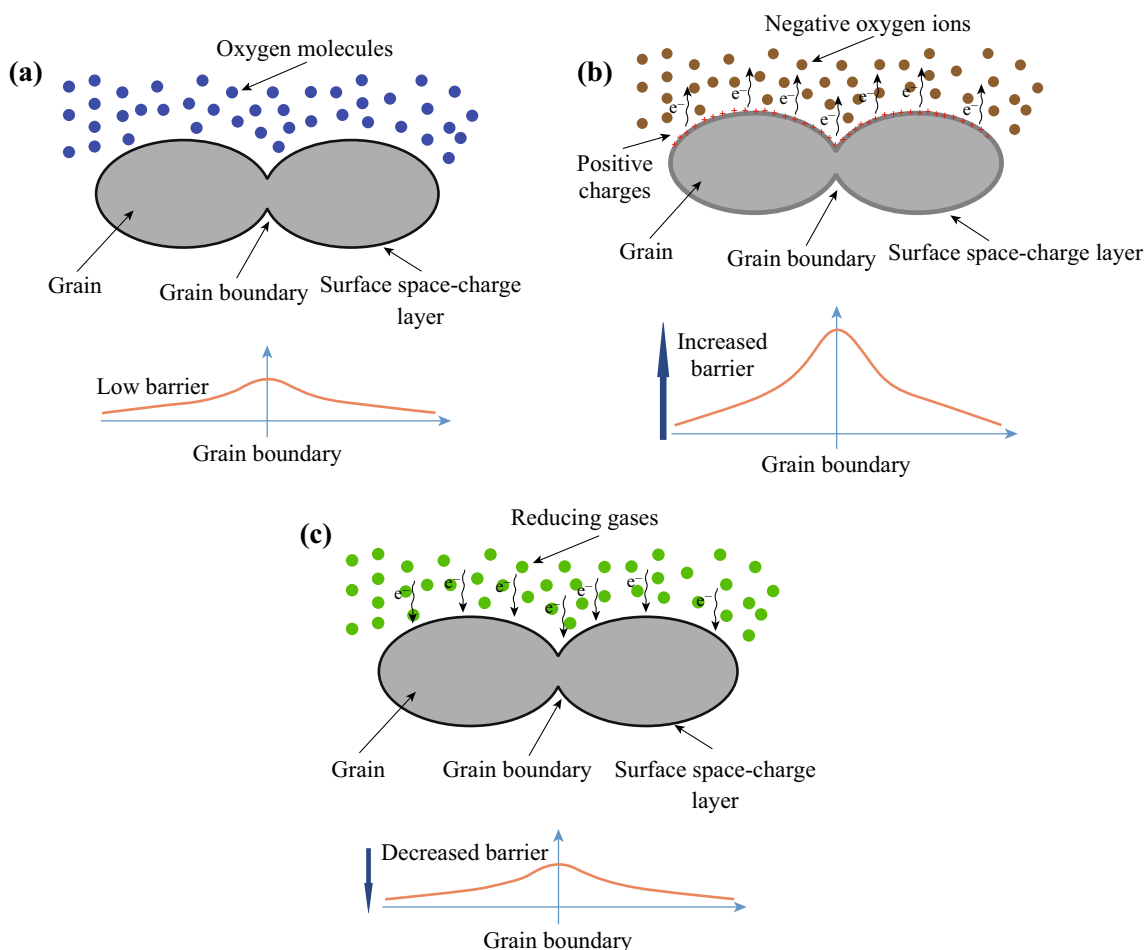 (a)
Oxygen molecules
Grain
Grain boundary
Surface space-charge
layer
Low barrier
Grain boundary
(b)
Negative oxygen ions
e⁻
e⁻
e⁻
e⁻
e⁻
e⁻
e⁻
Positive
charges
Grain
Grain boundary
Surface space-charge layer
Increased
barrier
Grain boundary
(c)
Reducing gases
e⁻
e⁻
e⁻
e⁻
e⁻
e⁻
e⁻
Grain
Grain boundary
Surface space-charge
layer
Decreased barrier
Grain boundary